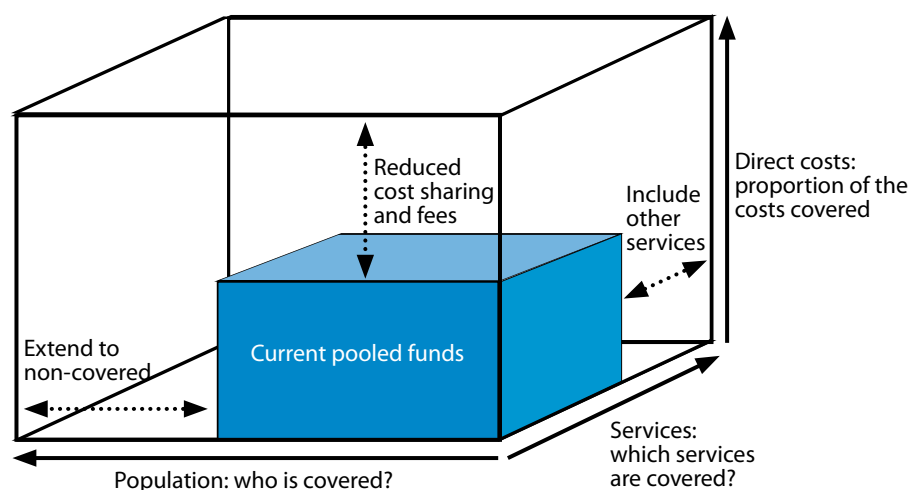 Reduced
cost sharing
and fees
Include
other
services
Direct costs:
proportion of the
costs covered
Extend to
non-covered
Current pooled funds
Services:
which services
are covered?
Population: who is covered?